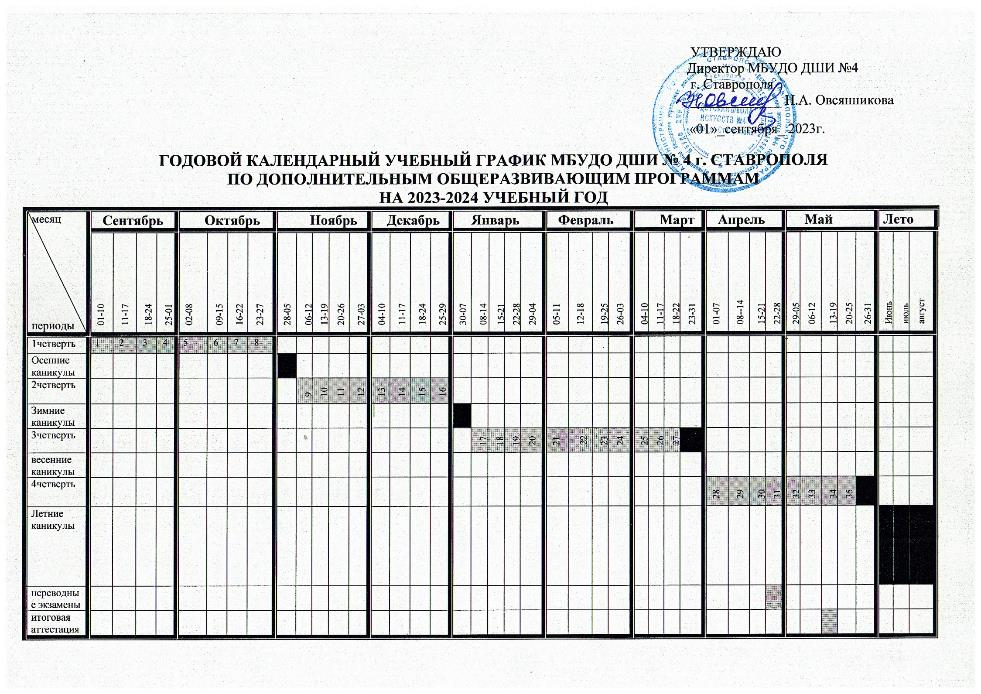 УТВЕРЖДАЮ
Директор МБУДО ДШИ №4
г. Ставрополя
Н.А. Овсянникова
«01»_сентября 2023г.
ГОДОВОЙ КАЛЕНДАРНЫЙ УЧЕБНЫЙ ГРАФИК МБУДО ДШИ № 4 г. СТАВРОПОЛЯ
ПО ДОПОЛНИТЕЛЬНЫМ ОБЩЕРАЗВИВАЮЩИМ ПРОГРАММАМ
НА 2023-2024 УЧЕБНЫЙ ГОД
месяц Сентябрь Октябрь Ноябрь Декабрь Январь Февраль Март Апрель Май Лето
периоды 01-10 11-17 18-24 25-01 02-08 09-15 16-22 23-27 28-05 06-12 13-19 20-26 27-03 04-10 11-17 18-24 25-29 30-07 08-14 15-21 22-28 29-04 05-11 12-18 19-25 26-03 04-10 11-17 18-22 23-31 01-07 08--14 15-21 22-28 29-05 06-12 13-19 20-25 26-31 Июнь июль август
1четверть 1 2 3 4 5 6 7 8
Осенние
каникулы
2четверть 9 10 11 12 13 14 15 16
Зимние
каникулы
3четверть 17 18 19 20 21 22 23 24 25 26 27
весенние
каникулы
4четверть 28 29 30 31 32 33 34 35
Летние
каникулы
переводны
е экзамены
итоговая
аттестация